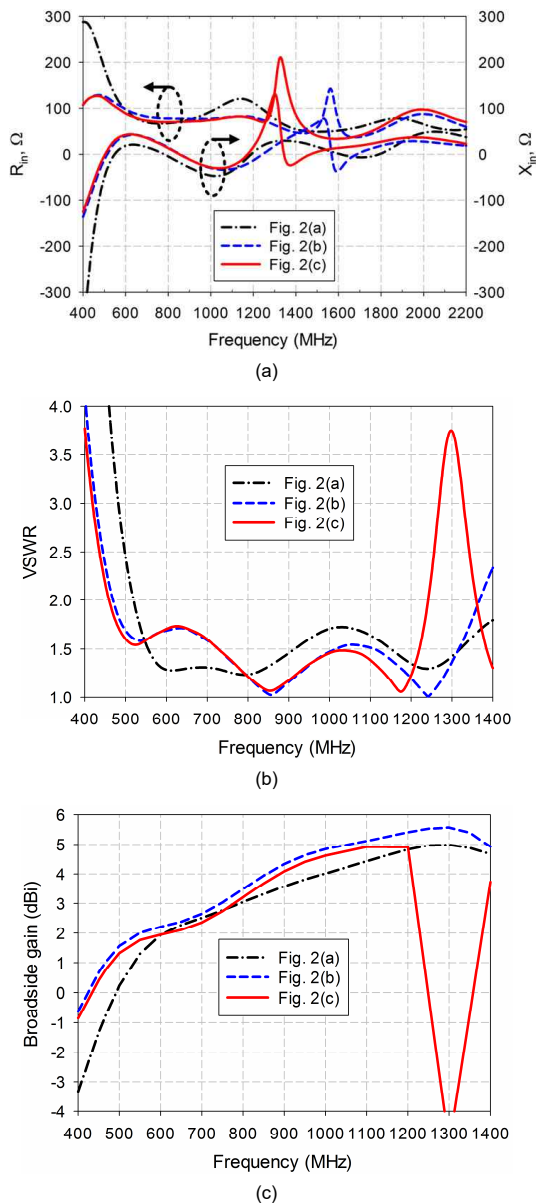 300 300
200 200
100 100
0 0
-100 -100
-200 -200
-300 -300
R_in, Ω
X_in, Ω
Fig. 2(a)
Fig. 2(b)
Fig. 2(c)
400 600 800 1000 1200 1400 1600 1800 2000 2200
Frequency (MHz)
(a)
4.0
3.5
3.0
2.5
2.0
1.5
1.0
VSWR
Fig. 2(a)
Fig. 2(b)
Fig. 2(c)
400 500 600 700 800 900 1000 1100 1200 1300 1400
Frequency (MHz)
(b)
6
5
4
3
2
1
0
-1
-2
-3
-4
Broadside gain (dBi)
Fig. 2(a)
Fig. 2(b)
Fig. 2(c)
400 500 600 700 800 900 1000 1100 1200 1300 1400
Frequency (MHz)
(c)